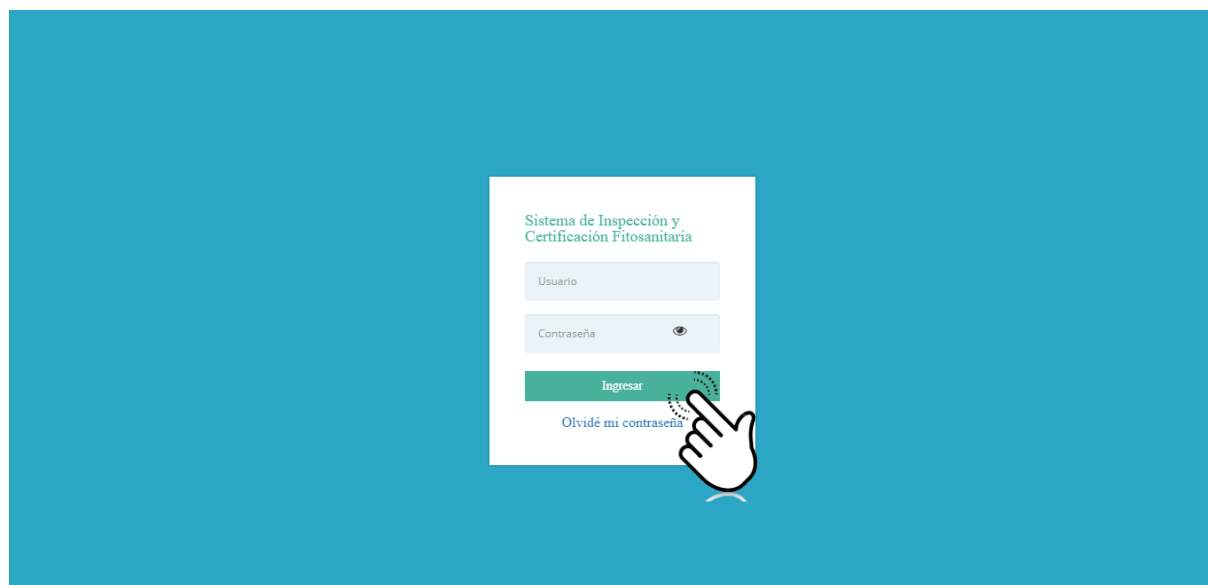 Sistema de Inspección y
Certificación Fitosanitaria
Usuario
Contraseña
Ingresar
Olvidé mi contraseña